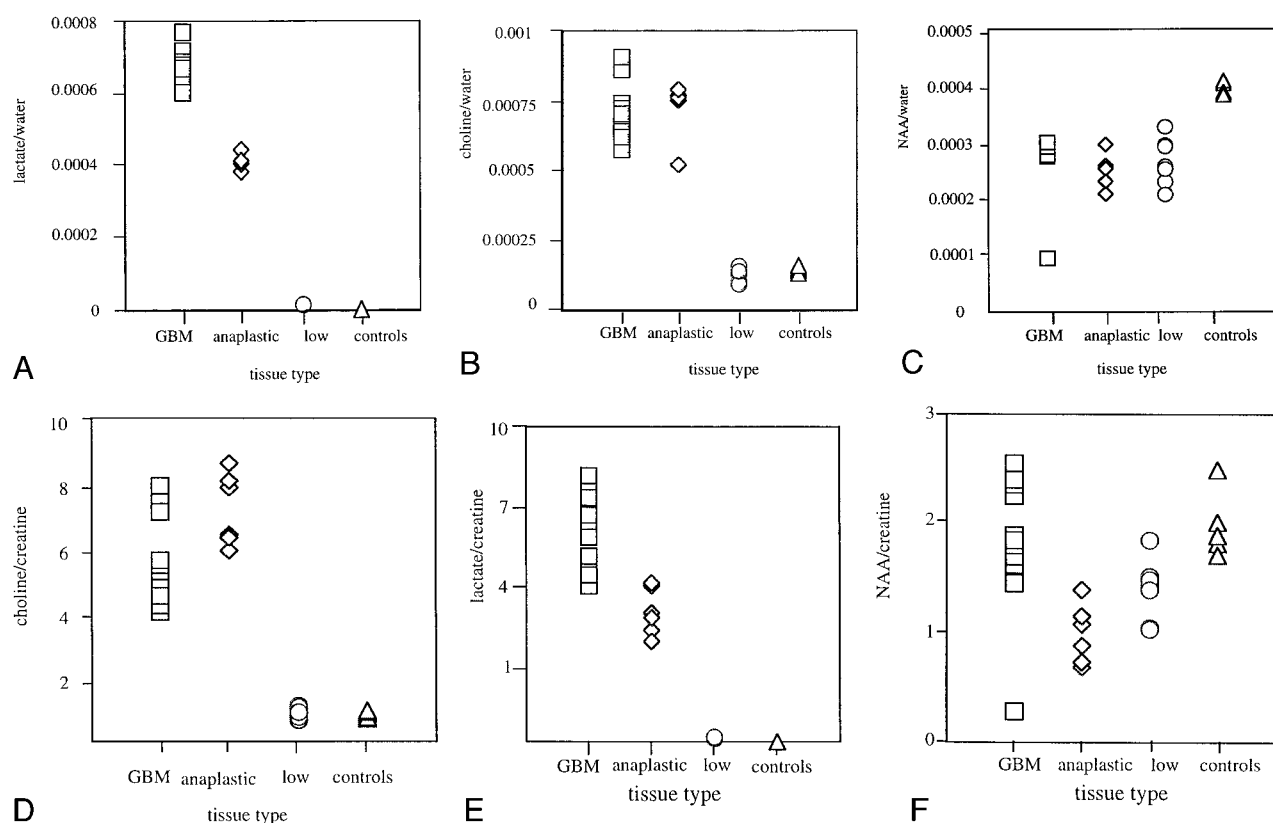 0.0008
0.0006
0.0004
0.0002
0
lactate/water
GBM anaplastic low controls
tissue type
A
0.001
0.00075
0.0005
0.00025
0
choline/water
GBM anaplastic low controls
tissue type
B
0.0005
0.0004
0.0003
0.0002
0.0001
0
NAA/water
GBM anaplastic low controls
tissue type
C
10
8
6
4
2
choline/creatine
GBM anaplastic low controls
tissue type
D
10
7
4
1
lactate/creatine
GBM anaplastic low controls
tissue type
E
3
2
1
0
NAA/creatine
GBM anaplastic low controls
tissue type
F